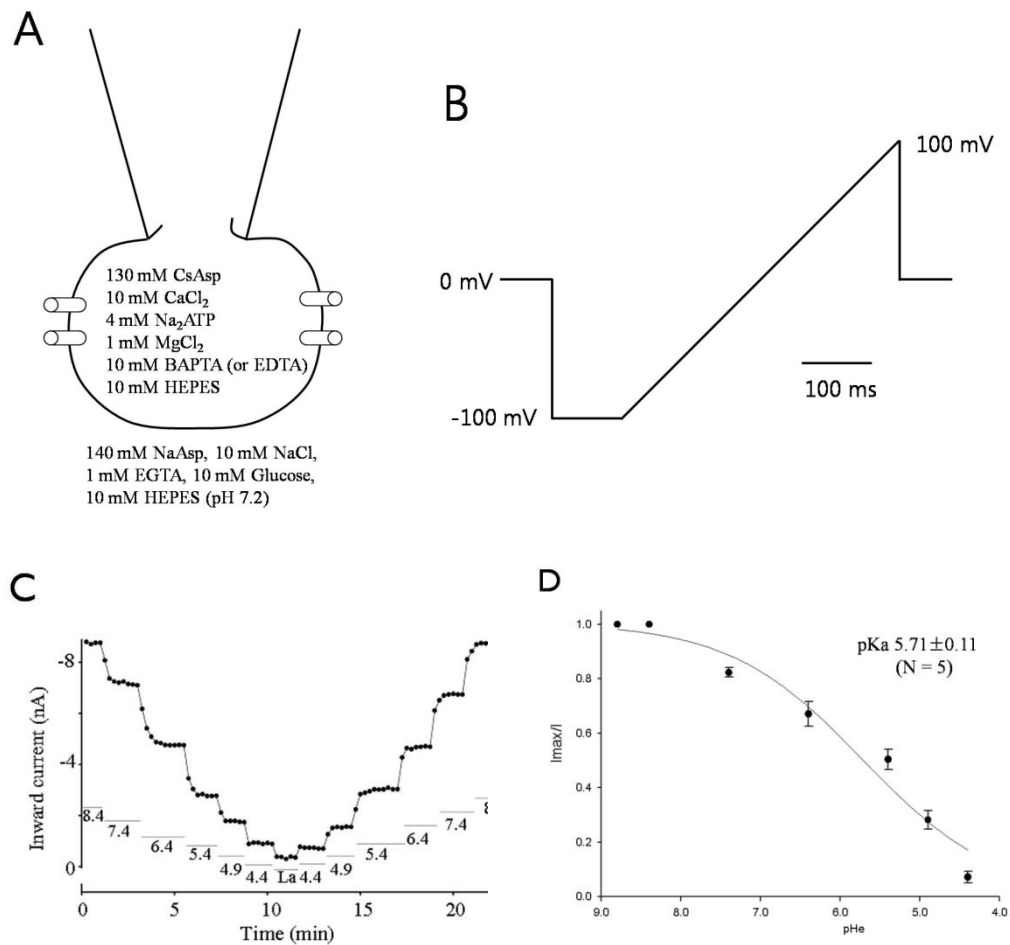 A
130 mM CsAsp
10 mM CaCl₂
4 mM Na₂ATP
1 mM MgCl₂
10 mM BAPTA (or EDTA)
10 mM HEPES
140 mM NaAsp, 10 mM NaCl,
1 mM EGTA, 10 mM Glucose,
10 mM HEPES (pH 7.2)
B
100 mV
0 mV
-100 mV
100 ms
C
Inward current (nA)
-8
-4
0
8.4
7.4
6.4
5.4
4.9
4.4
La
4.4
4.9
5.4
6.4
7.4
0 5 10 15 20
Time (min)
D
Imax/I
1.0
0.8
0.6
0.4
0.2
0.0
pKa 5.71±0.11
(N = 5)
9.0 8.0 7.0 6.0 5.0 4.0
pHe